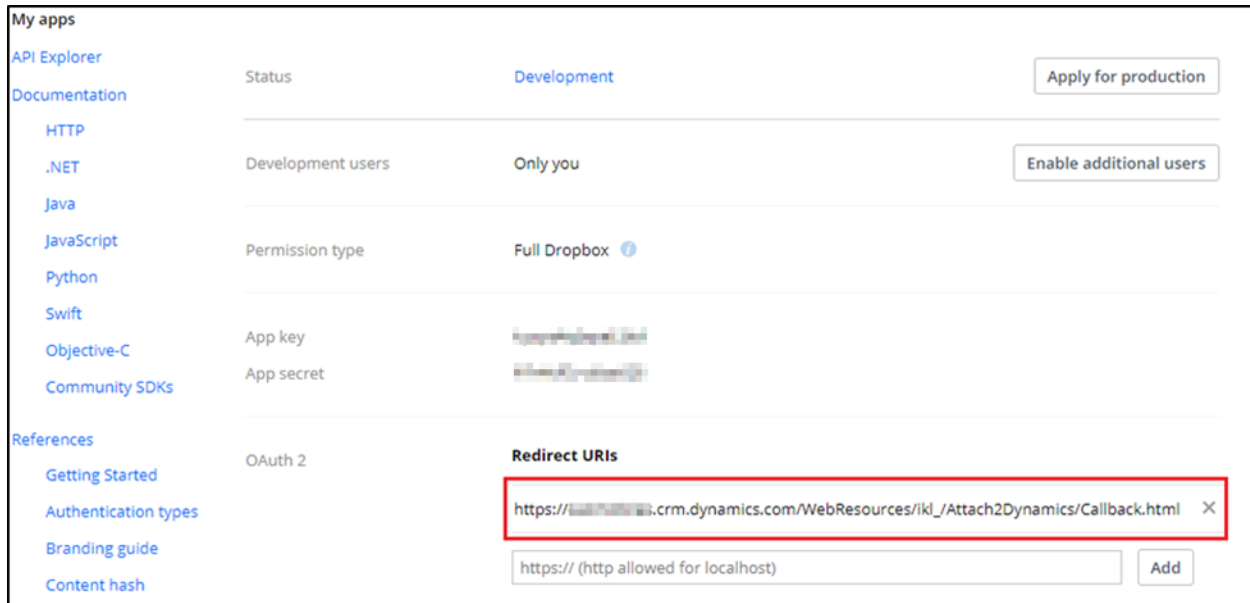 My apps
API Explorer
Documentation
HTTP
.NET
Java
JavaScript
Python
Swift
Objective-C
Community SDKs
References
Getting Started
Authentication types
Branding guide
Content hash
Status Development Apply for production
Development users Only you Enable additional users
Permission type Full Dropbox
App key
App secret
OAuth 2 Redirect URIs
https:// .crm.dynamics.com/WebResources/ikl_/Attach2Dynamics/Callback.html ×
https:// (http allowed for localhost) Add